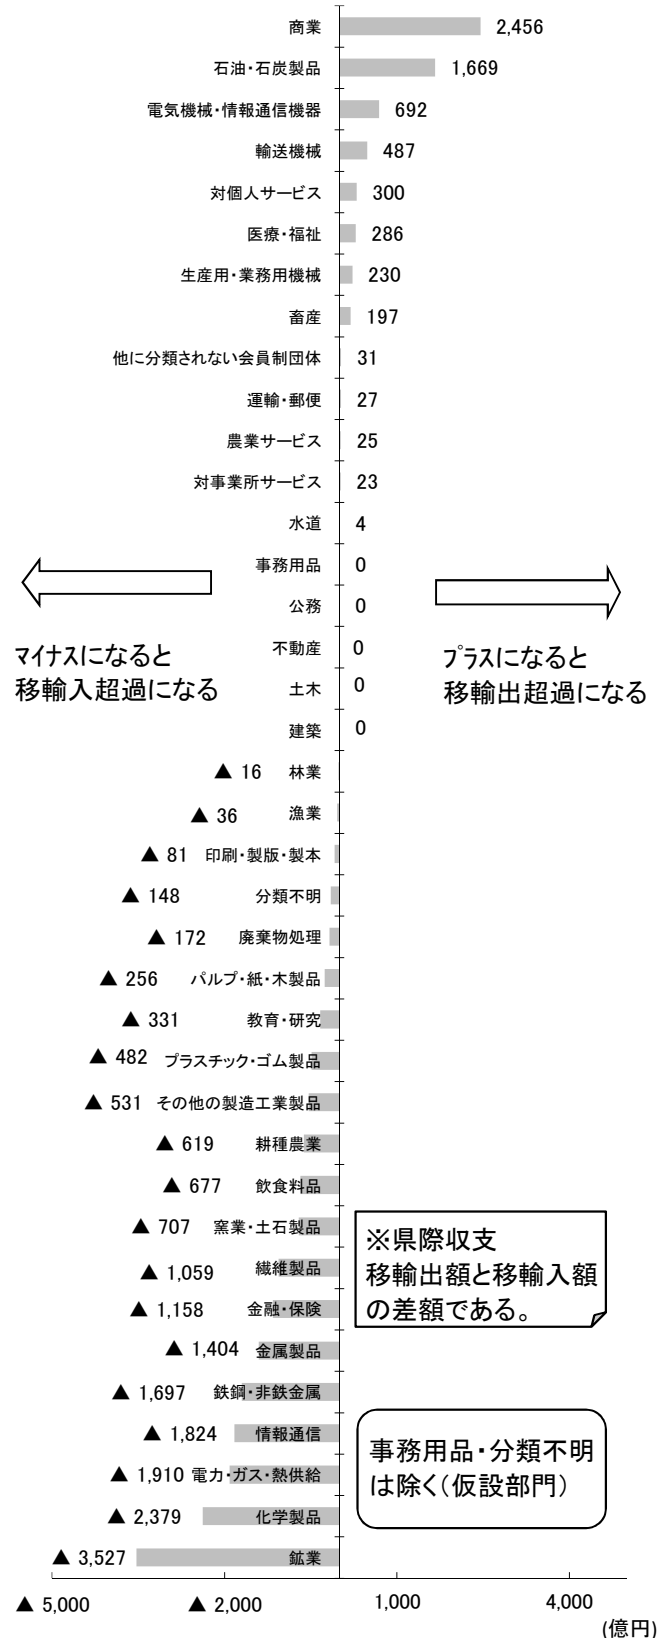 商業 2,456
石油・石炭製品 1,669
電気機械・情報通信機器 692
輸送機械 487
対個人サービス 300
医療・福祉 286
生産用・業務用機械 230
畜産 197
他に分類されない会員制団体 31
運輸・郵便 27
農業サービス 25
対事業所サービス 23
水道 4
事務用品 0
公務 0
不動産 0
土木 0
建築 0
マイナスになると
移輸入超過になる
プラスになると
移輸出超過になる
▲ 16 林業
▲ 36 漁業
▲ 81 印刷・製版・製本
▲ 148 分類不明
▲ 172 廃棄物処理
▲ 256 パルプ・紙・木製品
▲ 331 教育・研究
▲ 482 プラスチック・ゴム製品
▲ 531 その他の製造工業製品
▲ 619 耕種農業
▲ 677 飲食料品
▲ 707 窯業・土石製品
▲ 1,059 繊維製品
▲ 1,158 金融・保険
▲ 1,404 金属製品
▲ 1,697 鉄鋼・非鉄金属
▲ 1,824 情報通信
▲ 1,910 電力・ガス・熱供給
▲ 2,379 化学製品
▲ 3,527 鉱業
※県際収支
移輸出額と移輸入額
の差額である。
事務用品・分類不明
は除く(仮設部門)
▲ 5,000 ▲ 2,000 1,000 4,000
(億円)